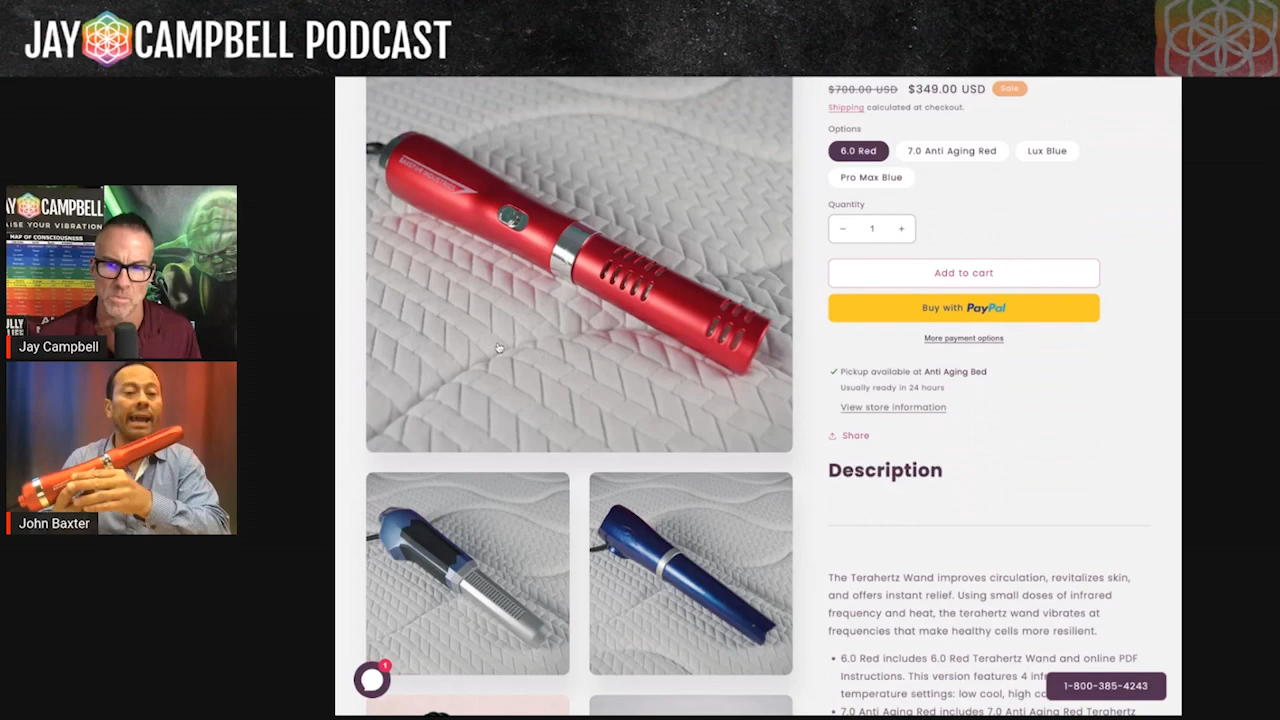 JAY CAMPBELL PODCAST
$700.00 USD $349.00 USD Sale
Shipping calculated at checkout.
Options
6.0 Red
7.0 Anti Aging Red
Lux Blue
Pro Max Blue
Quantity
− 1 +
Add to cart
Buy with PayPal
More payment options
Pickup available at Anti Aging Bed
Usually ready in 24 hours
View store information
Share
Description
The Terahertz Wand improves circulation, revitalizes skin,
and offers instant relief. Using small doses of infrared
frequency and heat, the terahertz wand vibrates at
frequencies that make healthy cells more resilient.
• 6.0 Red includes 6.0 Red Terahertz Wand and online PDF
Instructions. This version features 4
temperature settings: low cool, high
• 7.0 Anti Aging Red includes 7.0 Anti Aging Red Terahertz
1-800-385-4243
1
CAMPBELL
MAP OF CONSCIOUSNESS
Jay Campbell
John Baxter